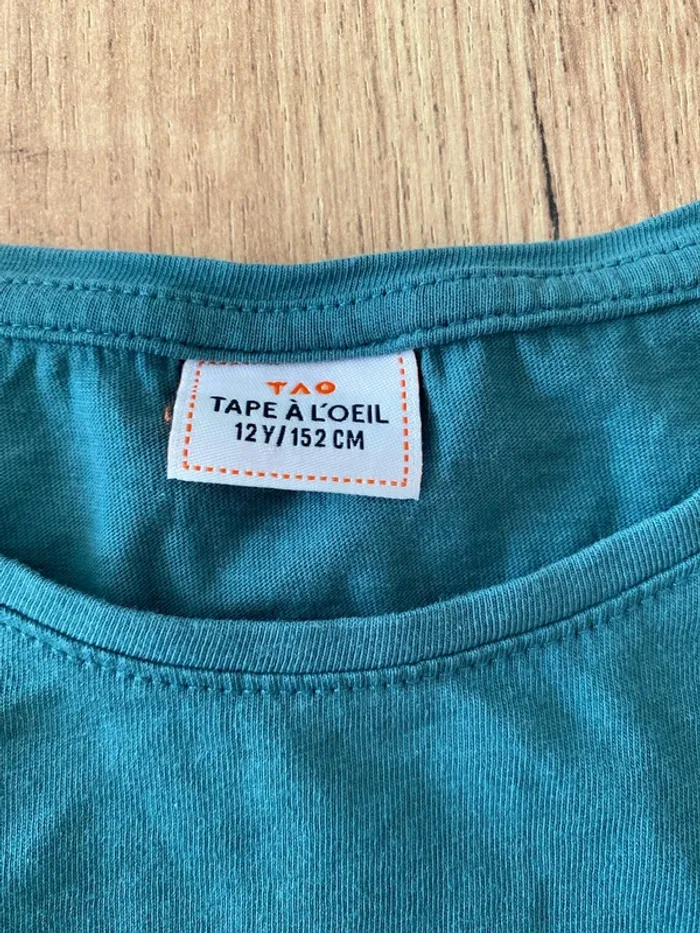 TAO
TAPE À L'OEIL
12 Y/152 CM